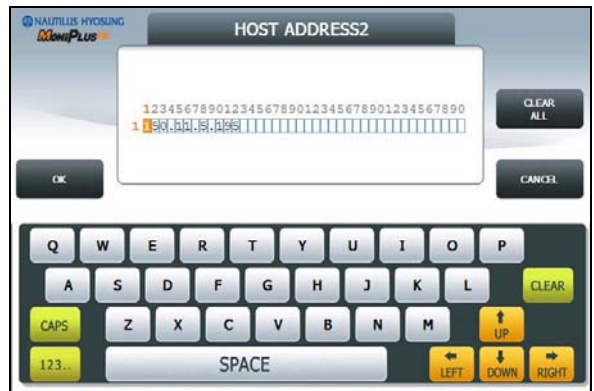 NAUTILUS HYOSUNG
MoniPlus
HOST ADDRESS2
1234567890123456789012345678901234567890
1 150.11.5.195
CLEAR ALL
OK
CANCEL
Q W E R T Y U I O P
A S D F G H J K L CLEAR
CAPS Z X C V B N M UP
123.. SPACE LEFT DOWN RIGHT